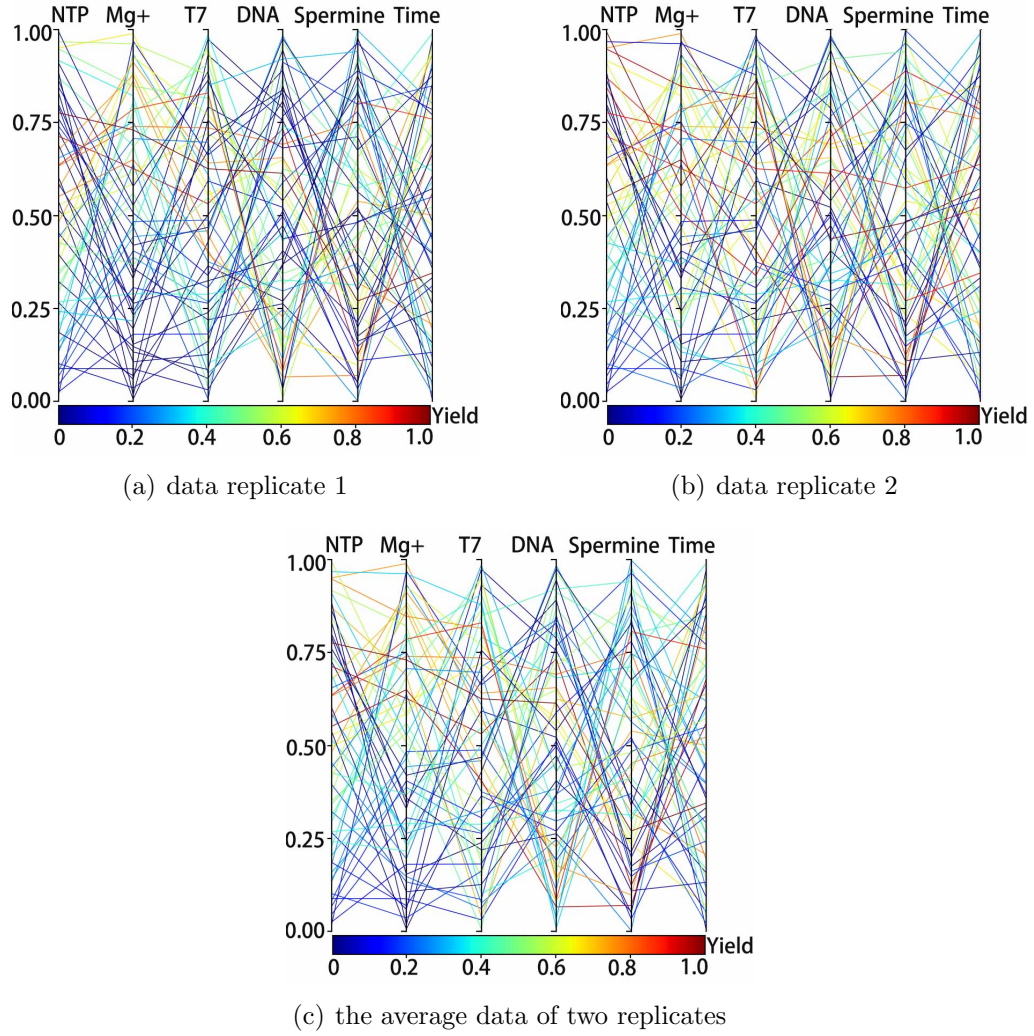 NTP Mg+ T7 DNA Spermine Time
1.00
0.75
0.50
0.25
0.00
Yield
0 0.2 0.4 0.6 0.8 1.0
(a) data replicate 1
NTP Mg+ T7 DNA Spermine Time
1.00
0.75
0.50
0.25
0.00
Yield
0 0.2 0.4 0.6 0.8 1.0
(b) data replicate 2
NTP Mg+ T7 DNA Spermine Time
1.00
0.75
0.50
0.25
0.00
Yield
0 0.2 0.4 0.6 0.8 1.0
(c) the average data of two replicates